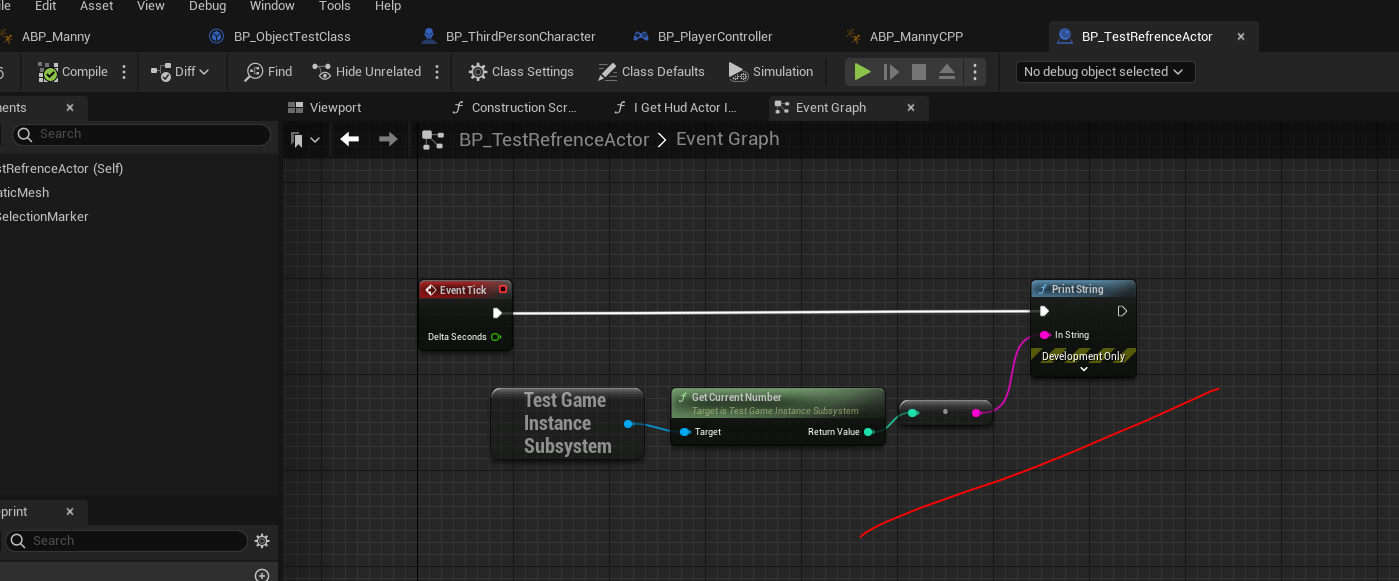 Edit Asset View Debug Window Tools Help
ABP_Manny BP_ObjectTestClass BP_ThirdPersonCharacter BP_PlayerController ABP_MannyCPP BP_TestRefrenceActor
Compile Diff Find Hide Unrelated Class Settings Class Defaults Simulation No debug object selected
Viewport Construction Scr... I Get Hud Actor I... Event Graph
Search
BP_TestRefrenceActor > Event Graph
stRefrenceActor (Self)
aticMesh
SelectionMarker
Event Tick
Delta Seconds
Print String
In String
Development Only
Test Game
Instance
Subsystem
Get Current Number
Target is Test Game Instance Subsystem
Target Return Value
print
Search